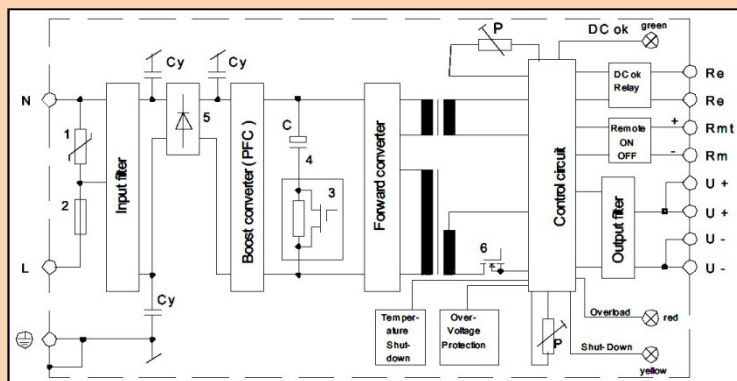 P
DC ok
green
Cy
Cy
N
1
5
C
4
3
2
L
Cy
Input filter
Boost converter (PFC)
Forward converter
Control circuit
DC ok
Relay
Re
Re
Remote
ON
OFF
+
Rmt
-
Rm
Output filter
U +
U +
U -
U -
6
Temper-
ature
Shut-
down
Over-
Voltage
Protection
P
Overload
red
Shut-Down
yellow